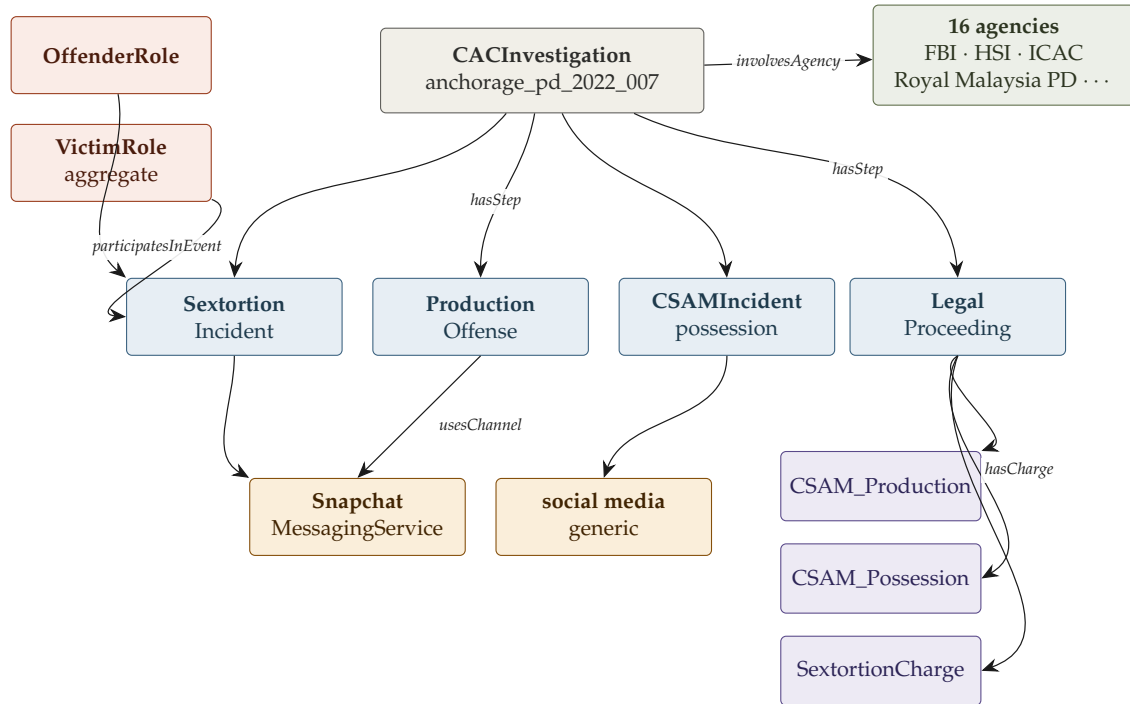 OffenderRole
VictimRole
aggregate
participatesInEvent
CACInvestigation
anchorage_pd_2022_007
involvesAgency
16 agencies
FBI · HSI · ICAC
Royal Malaysia PD · · ·
hasStep
hasStep
Sextortion
Incident
Production
Offense
CSAMIncident
possession
Legal
Proceeding
usesChannel
hasCharge
Snapchat
MessagingService
social media
generic
CSAM_Production
CSAM_Possession
SextortionCharge